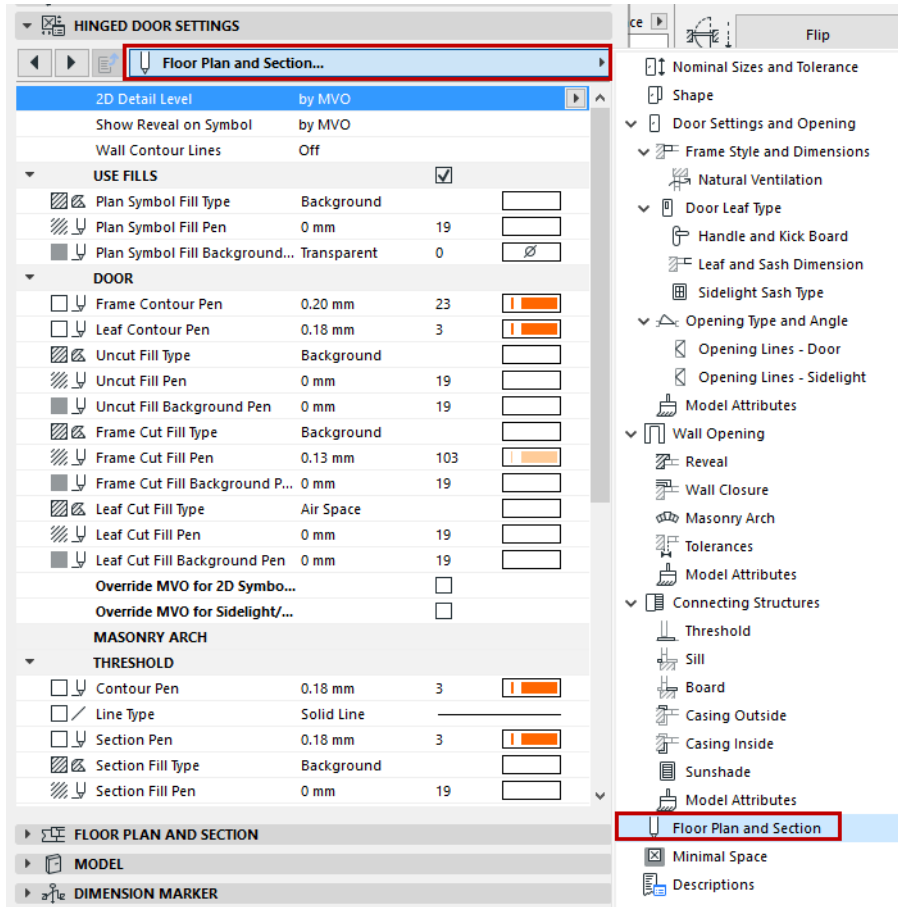 HINGED DOOR SETTINGS
Floor Plan and Section...
2D Detail Level by MVO
Show Reveal on Symbol by MVO
Wall Contour Lines Off
USE FILLS
Plan Symbol Fill Type Background
Plan Symbol Fill Pen 0 mm 19
Plan Symbol Fill Background... Transparent 0
DOOR
Frame Contour Pen 0.20 mm 23
Leaf Contour Pen 0.18 mm 3
Uncut Fill Type Background
Uncut Fill Pen 0 mm 19
Uncut Fill Background Pen 0 mm 19
Frame Cut Fill Type Background
Frame Cut Fill Pen 0.13 mm 103
Frame Cut Fill Background P... 0 mm 19
Leaf Cut Fill Type Air Space
Leaf Cut Fill Pen 0 mm 19
Leaf Cut Fill Background Pen 0 mm 19
Override MVO for 2D Symbo...
Override MVO for Sidelight/...
MASONRY ARCH
THRESHOLD
Contour Pen 0.18 mm 3
Line Type Solid Line
Section Pen 0.18 mm 3
Section Fill Type Background
Section Fill Pen 0 mm 19
FLOOR PLAN AND SECTION
MODEL
DIMENSION MARKER
ce
Flip
Nominal Sizes and Tolerance
Shape
Door Settings and Opening
Frame Style and Dimensions
Natural Ventilation
Door Leaf Type
Handle and Kick Board
Leaf and Sash Dimension
Sidelight Sash Type
Opening Type and Angle
Opening Lines - Door
Opening Lines - Sidelight
Model Attributes
Wall Opening
Reveal
Wall Closure
Masonry Arch
Tolerances
Model Attributes
Connecting Structures
Threshold
Sill
Board
Casing Outside
Casing Inside
Sunshade
Model Attributes
Floor Plan and Section
Minimal Space
Descriptions